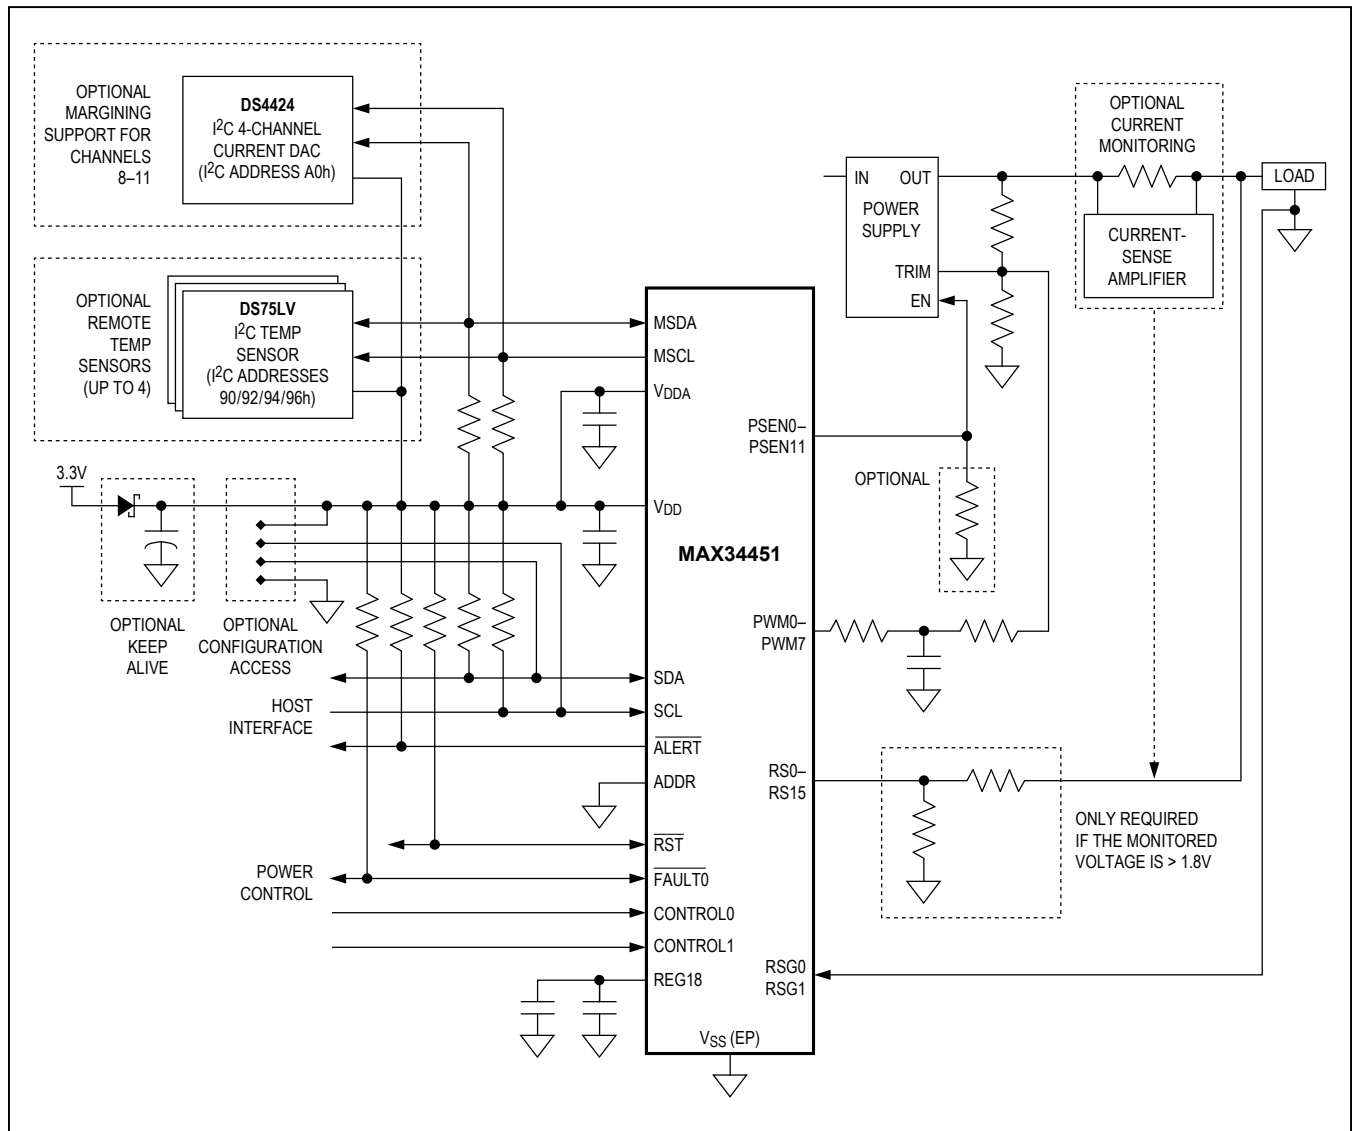 OPTIONAL
MARGINING
SUPPORT FOR
CHANNELS
8–11
DS4424
I2C 4-CHANNEL
CURRENT DAC
(I2C ADDRESS A0h)
OPTIONAL
REMOTE
TEMP
SENSORS
(UP TO 4)
DS75LV
I2C TEMP
SENSOR
(I2C ADDRESSES
90/92/94/96h)
3.3V
OPTIONAL
KEEP
ALIVE
OPTIONAL
CONFIGURATION
ACCESS
HOST
INTERFACE
POWER
CONTROL
MSDA
MSCL
VDDA
VDD
SDA
SCL
ALERT
ADDR
RST
FAULT0
CONTROL0
CONTROL1
REG18
MAX34451
VSS (EP)
PSEN0–
PSEN11
PWM0–
PWM7
RS0–
RS15
RSG0
RSG1
IN OUT
POWER
SUPPLY
TRIM
EN
OPTIONAL
OPTIONAL
CURRENT
MONITORING
CURRENT-
SENSE
AMPLIFIER
LOAD
ONLY REQUIRED
IF THE MONITORED
VOLTAGE IS > 1.8V